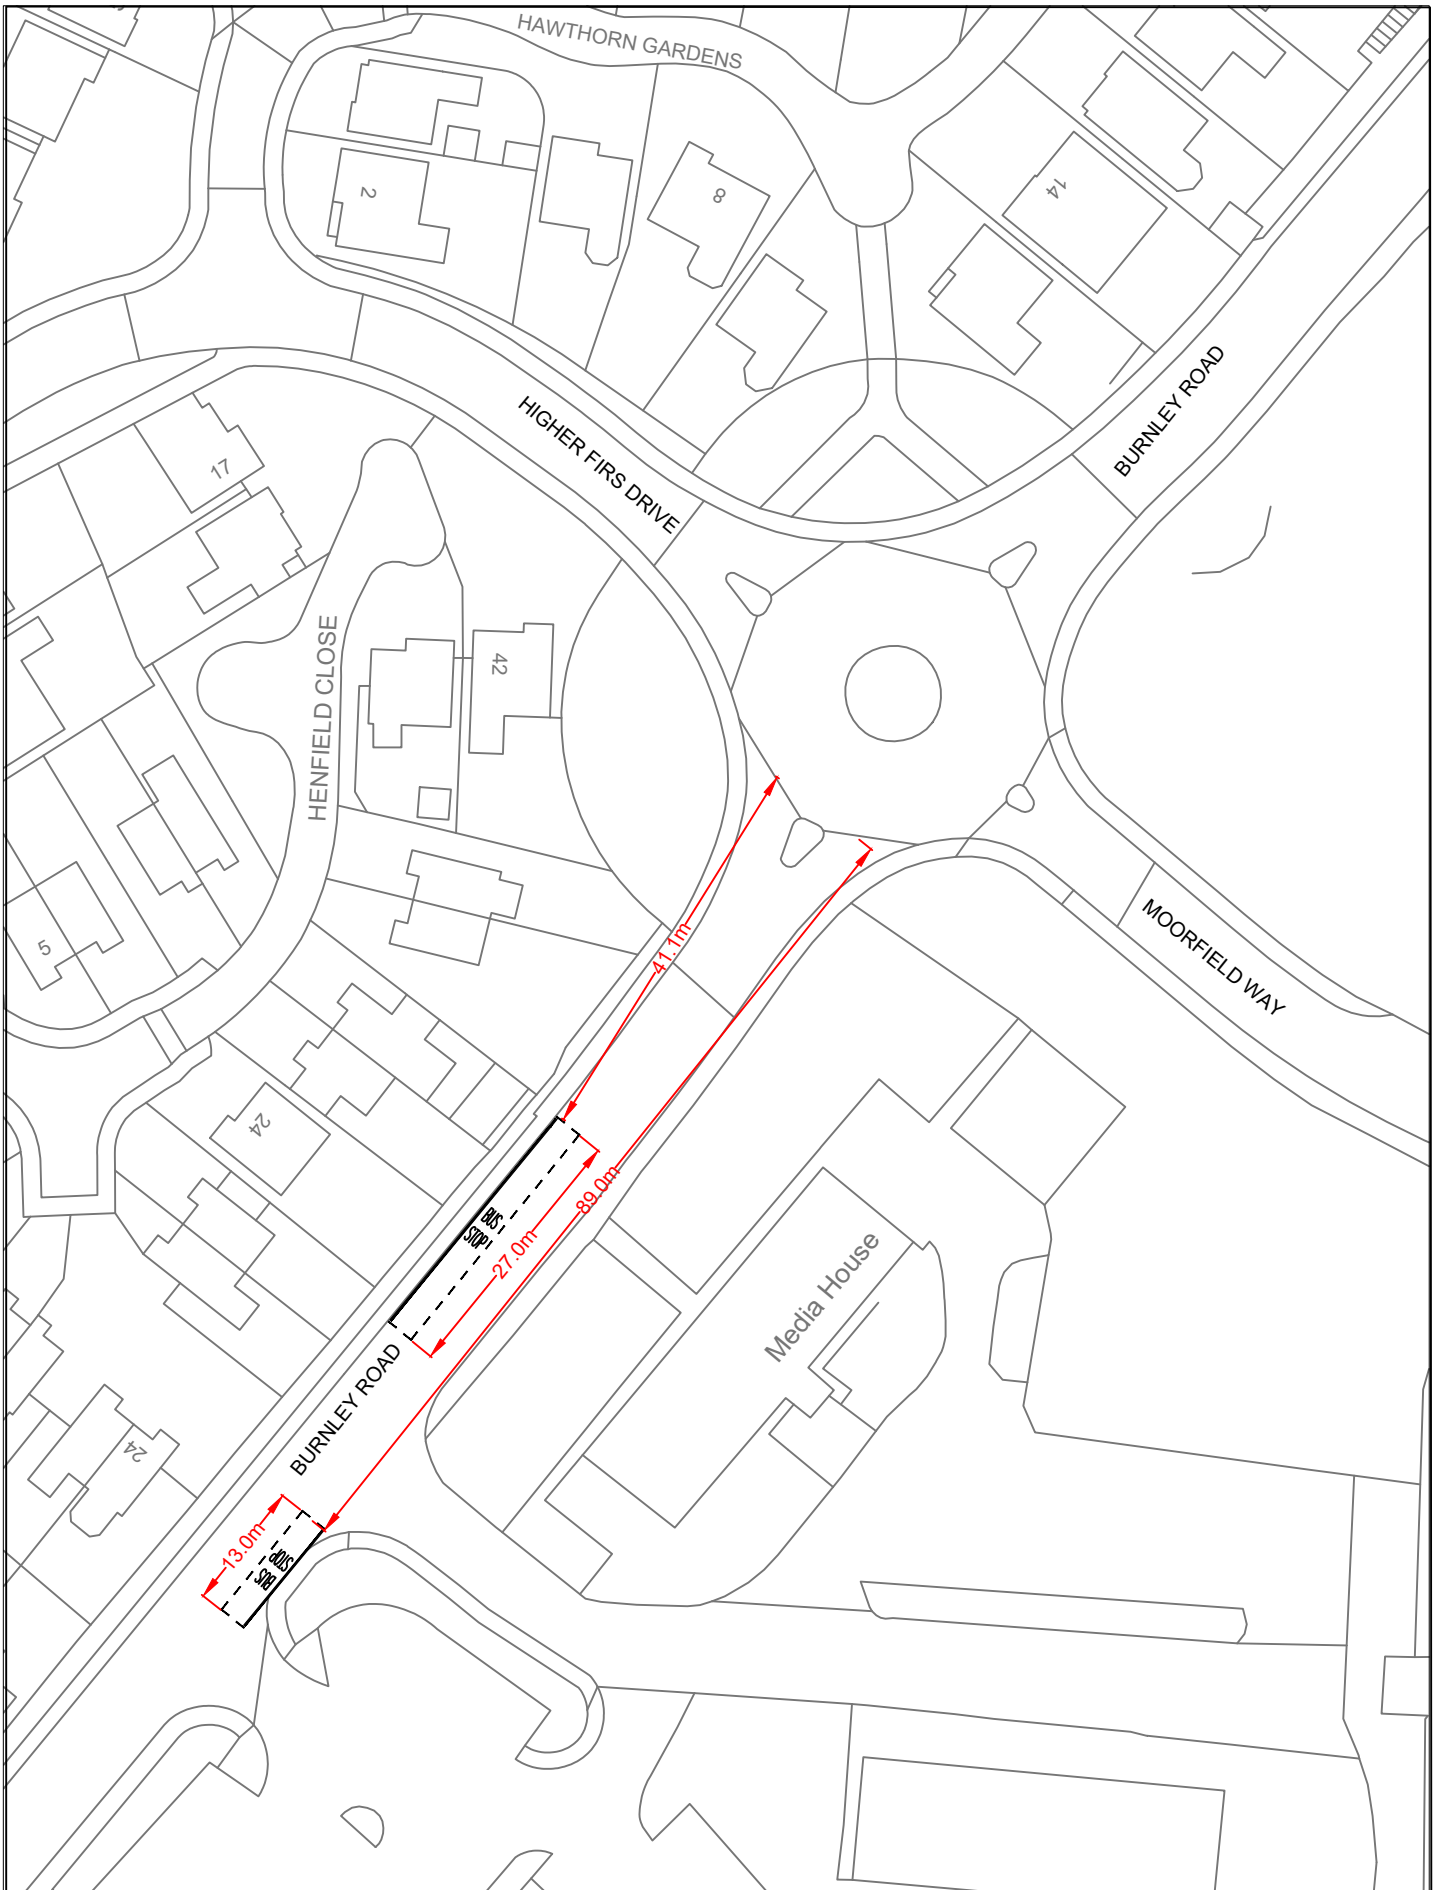 HAWTHORN GARDENS
2
8
14
BURNLEY ROAD
HIGHER FIRS DRIVE
17
HENFIELD CLOSE
42
5
41.1m
MOORFIELD WAY
24
BUS
STOP
27.0m
89.0m
Media House
BURNLEY ROAD
24
13.0m
BUS
STOP